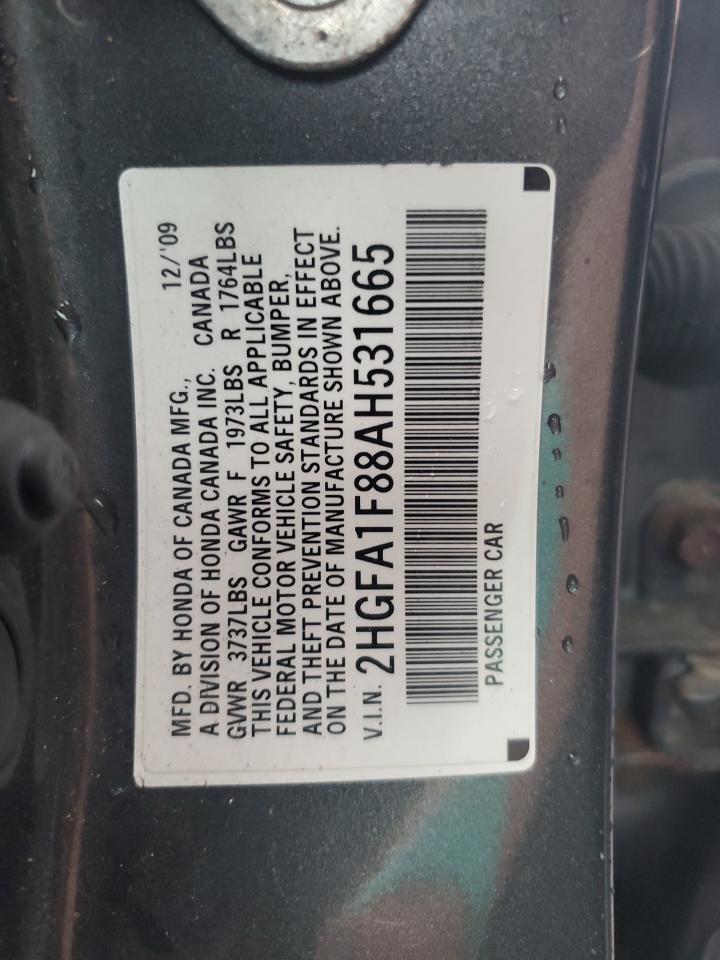 MFD. BY HONDA OF CANADA MFG., 12/'09
A DIVISION OF HONDA CANADA INC. CANADA
GVWR 3737LBS GAWR F 1973LBS R 1764LBS
THIS VEHICLE CONFORMS TO ALL APPLICABLE
FEDERAL MOTOR VEHICLE SAFETY, BUMPER,
AND THEFT PREVENTION STANDARDS IN EFFECT
ON THE DATE OF MANUFACTURE SHOWN ABOVE.
V.I.N. 2HGFA1F88AH531665
PASSENGER CAR